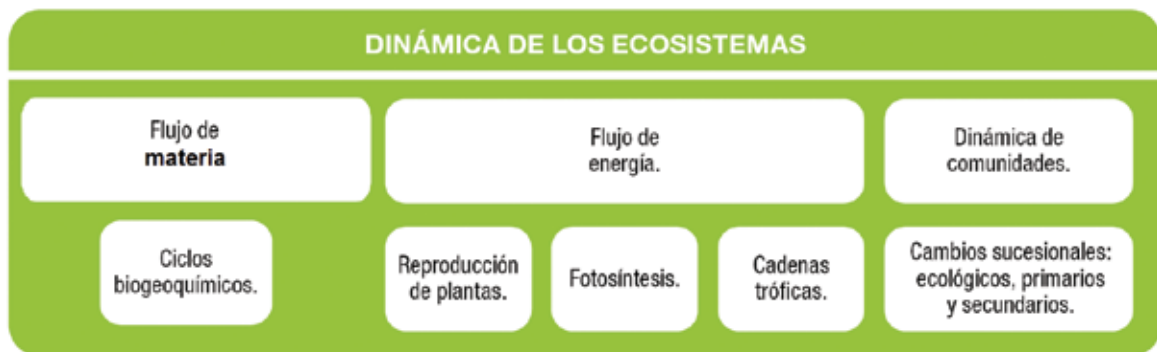 DINÁMICA DE LOS ECOSISTEMAS
Flujo de
materia
Flujo de
energía.
Dinámica de
comunidades.
Ciclos
biogeoquímicos.
Reproducción
de plantas.
Fotosíntesis.
Cadenas
tróficas.
Cambios sucesionales:
ecológicos, primarios
y secundarios.